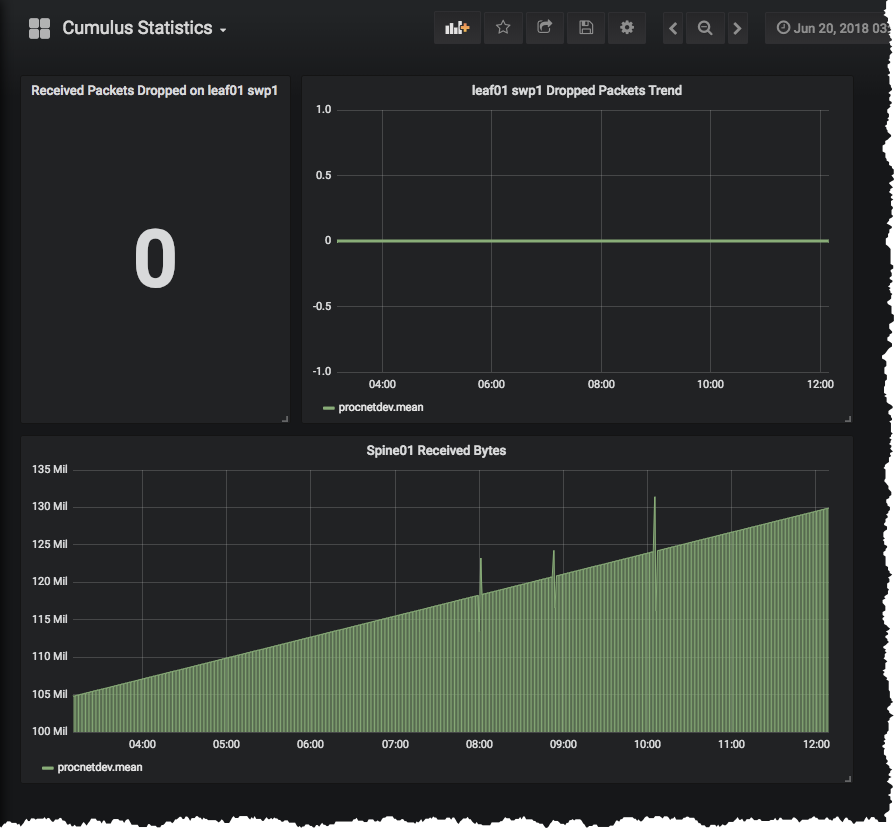 Cumulus Statistics
Jun 20, 2018 03:
Received Packets Dropped on leaf01 swp1
0
leaf01 swp1 Dropped Packets Trend
1.0
0.5
0
-0.5
-1.0
04:00 06:00 08:00 10:00 12:00
procnetdev.mean
Spine01 Received Bytes
135 Mil
130 Mil
125 Mil
120 Mil
115 Mil
110 Mil
105 Mil
100 Mil
04:00 05:00 06:00 07:00 08:00 09:00 10:00 11:00 12:00
procnetdev.mean